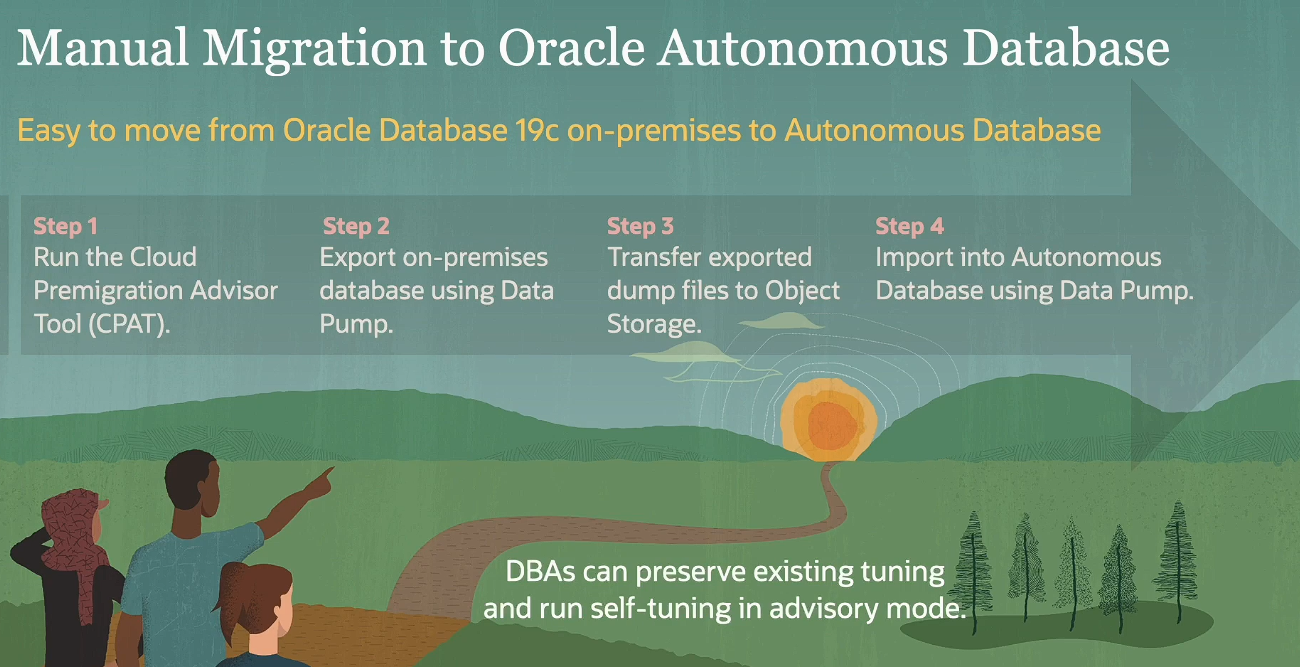 Manual Migration to Oracle Autonomous Database
Easy to move from Oracle Database 19c on-premises to Autonomous Database
Step 1
Run the Cloud
Premigration Advisor
Tool (CPAT).
Step 2
Export on-premises
database using Data
Pump.
Step 3
Transfer exported
dump files to Object
Storage.
Step 4
Import into Autonomous
Database using Data Pump.
DBAs can preserve existing tuning
and run self-tuning in advisory mode.